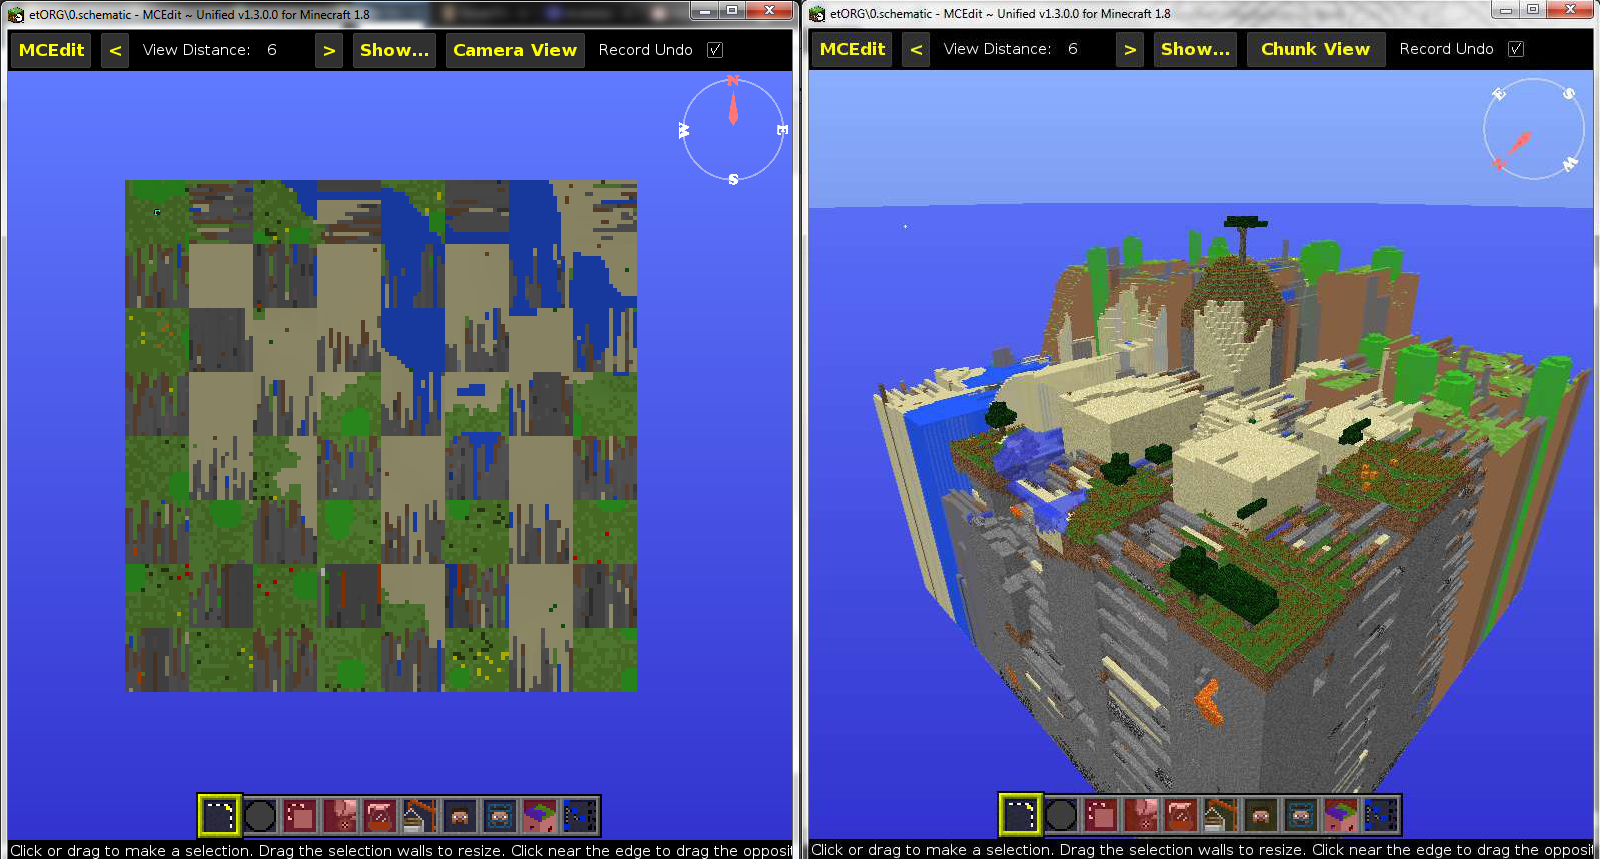 etORG\0.schematic - MCEdit ~ Unified v1.3.0.0 for Minecraft 1.8
MCEdit < View Distance: 6 > Show... Camera View Record Undo
N
W E
S
Click or drag to make a selection. Drag the selection walls to resize. Click near the edge to drag the opposit
etORG\0.schematic - MCEdit ~ Unified v1.3.0.0 for Minecraft 1.8
MCEdit < View Distance: 6 > Show... Chunk View Record Undo
E S
N W
Click or drag to make a selection. Drag the selection walls to resize. Click near the edge to drag the opposit